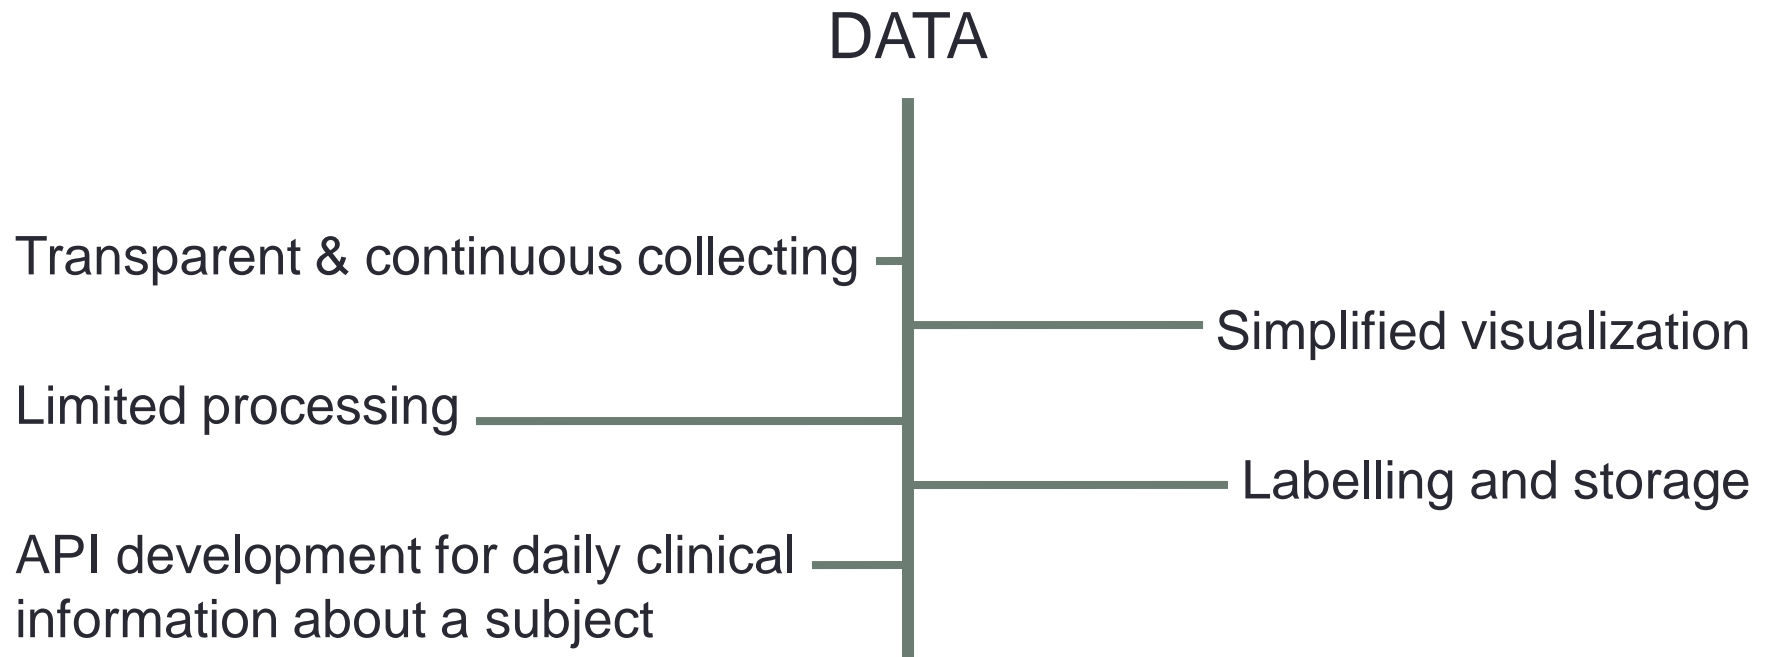 DATA
Transparent & continuous collecting
Simplified visualization
Limited processing
Labelling and storage
API development for daily clinical
information about a subject